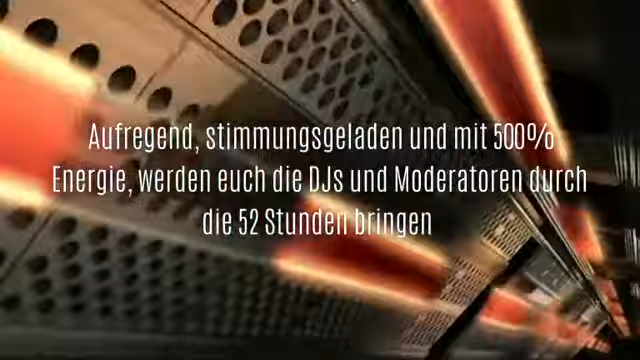 Aufregend, stimmungsgeladen und mit 500%
Energie, werden euch die DJs und Moderatoren durch
die 52 Stunden bringen